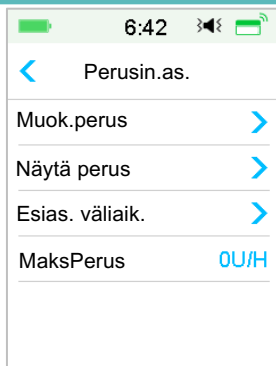 6:42
Perusin.as.
Muok.perus
Näytä perus
Esias. väliaik.
MaksPerus 0U/H